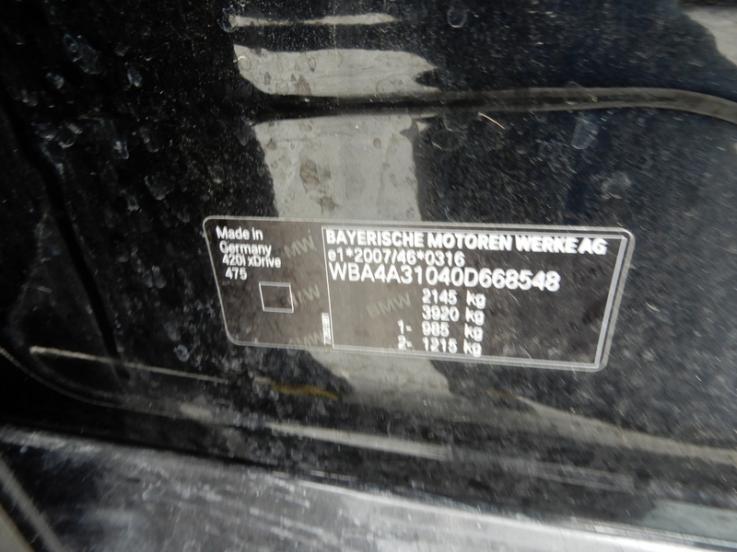 Made in
Germany
420i xDrive
475
BAYERISCHE MOTOREN WERKE AG
e1*2007/46*0316
WBA4A31040D668548
2145 kg
3920 kg
1- 985 kg
2- 1215 kg
BMW